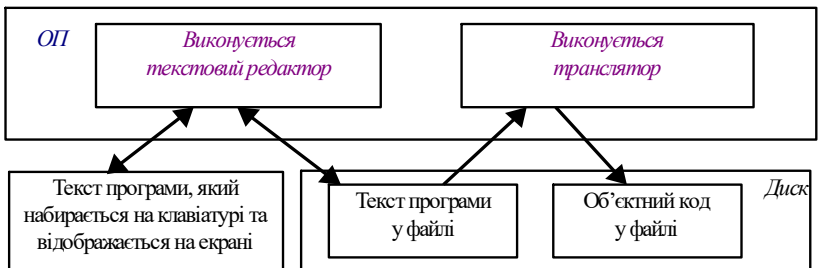 ОП
Виконується
текстовий редактор
Виконується
транслятор
Текст програми, який
набирається на клавіатурі та
відображається на екрані
Текст програми
у файлі
Об’єктний код
у файлі
Диск